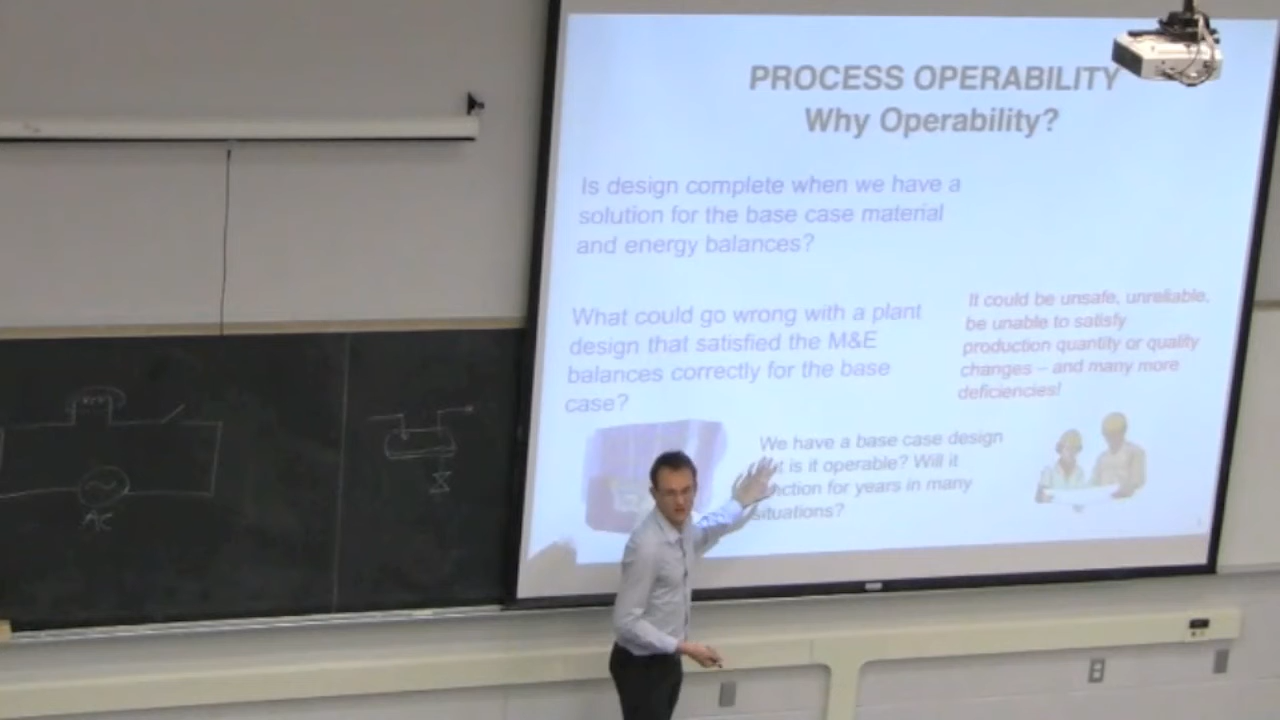 PROCESS OPERABILITY
Why Operability?
Is design complete when we have a
solution for the base case material
and energy balances?
What could go wrong with a plant
design that satisfied the M&E
balances correctly for the base
case?
It could be unsafe, unreliable,
be unable to satisfy
production quantity or quality
changes – and many more
deficiencies!
We have a base case design
is it operable? Will it
for years in many
situations?
AC